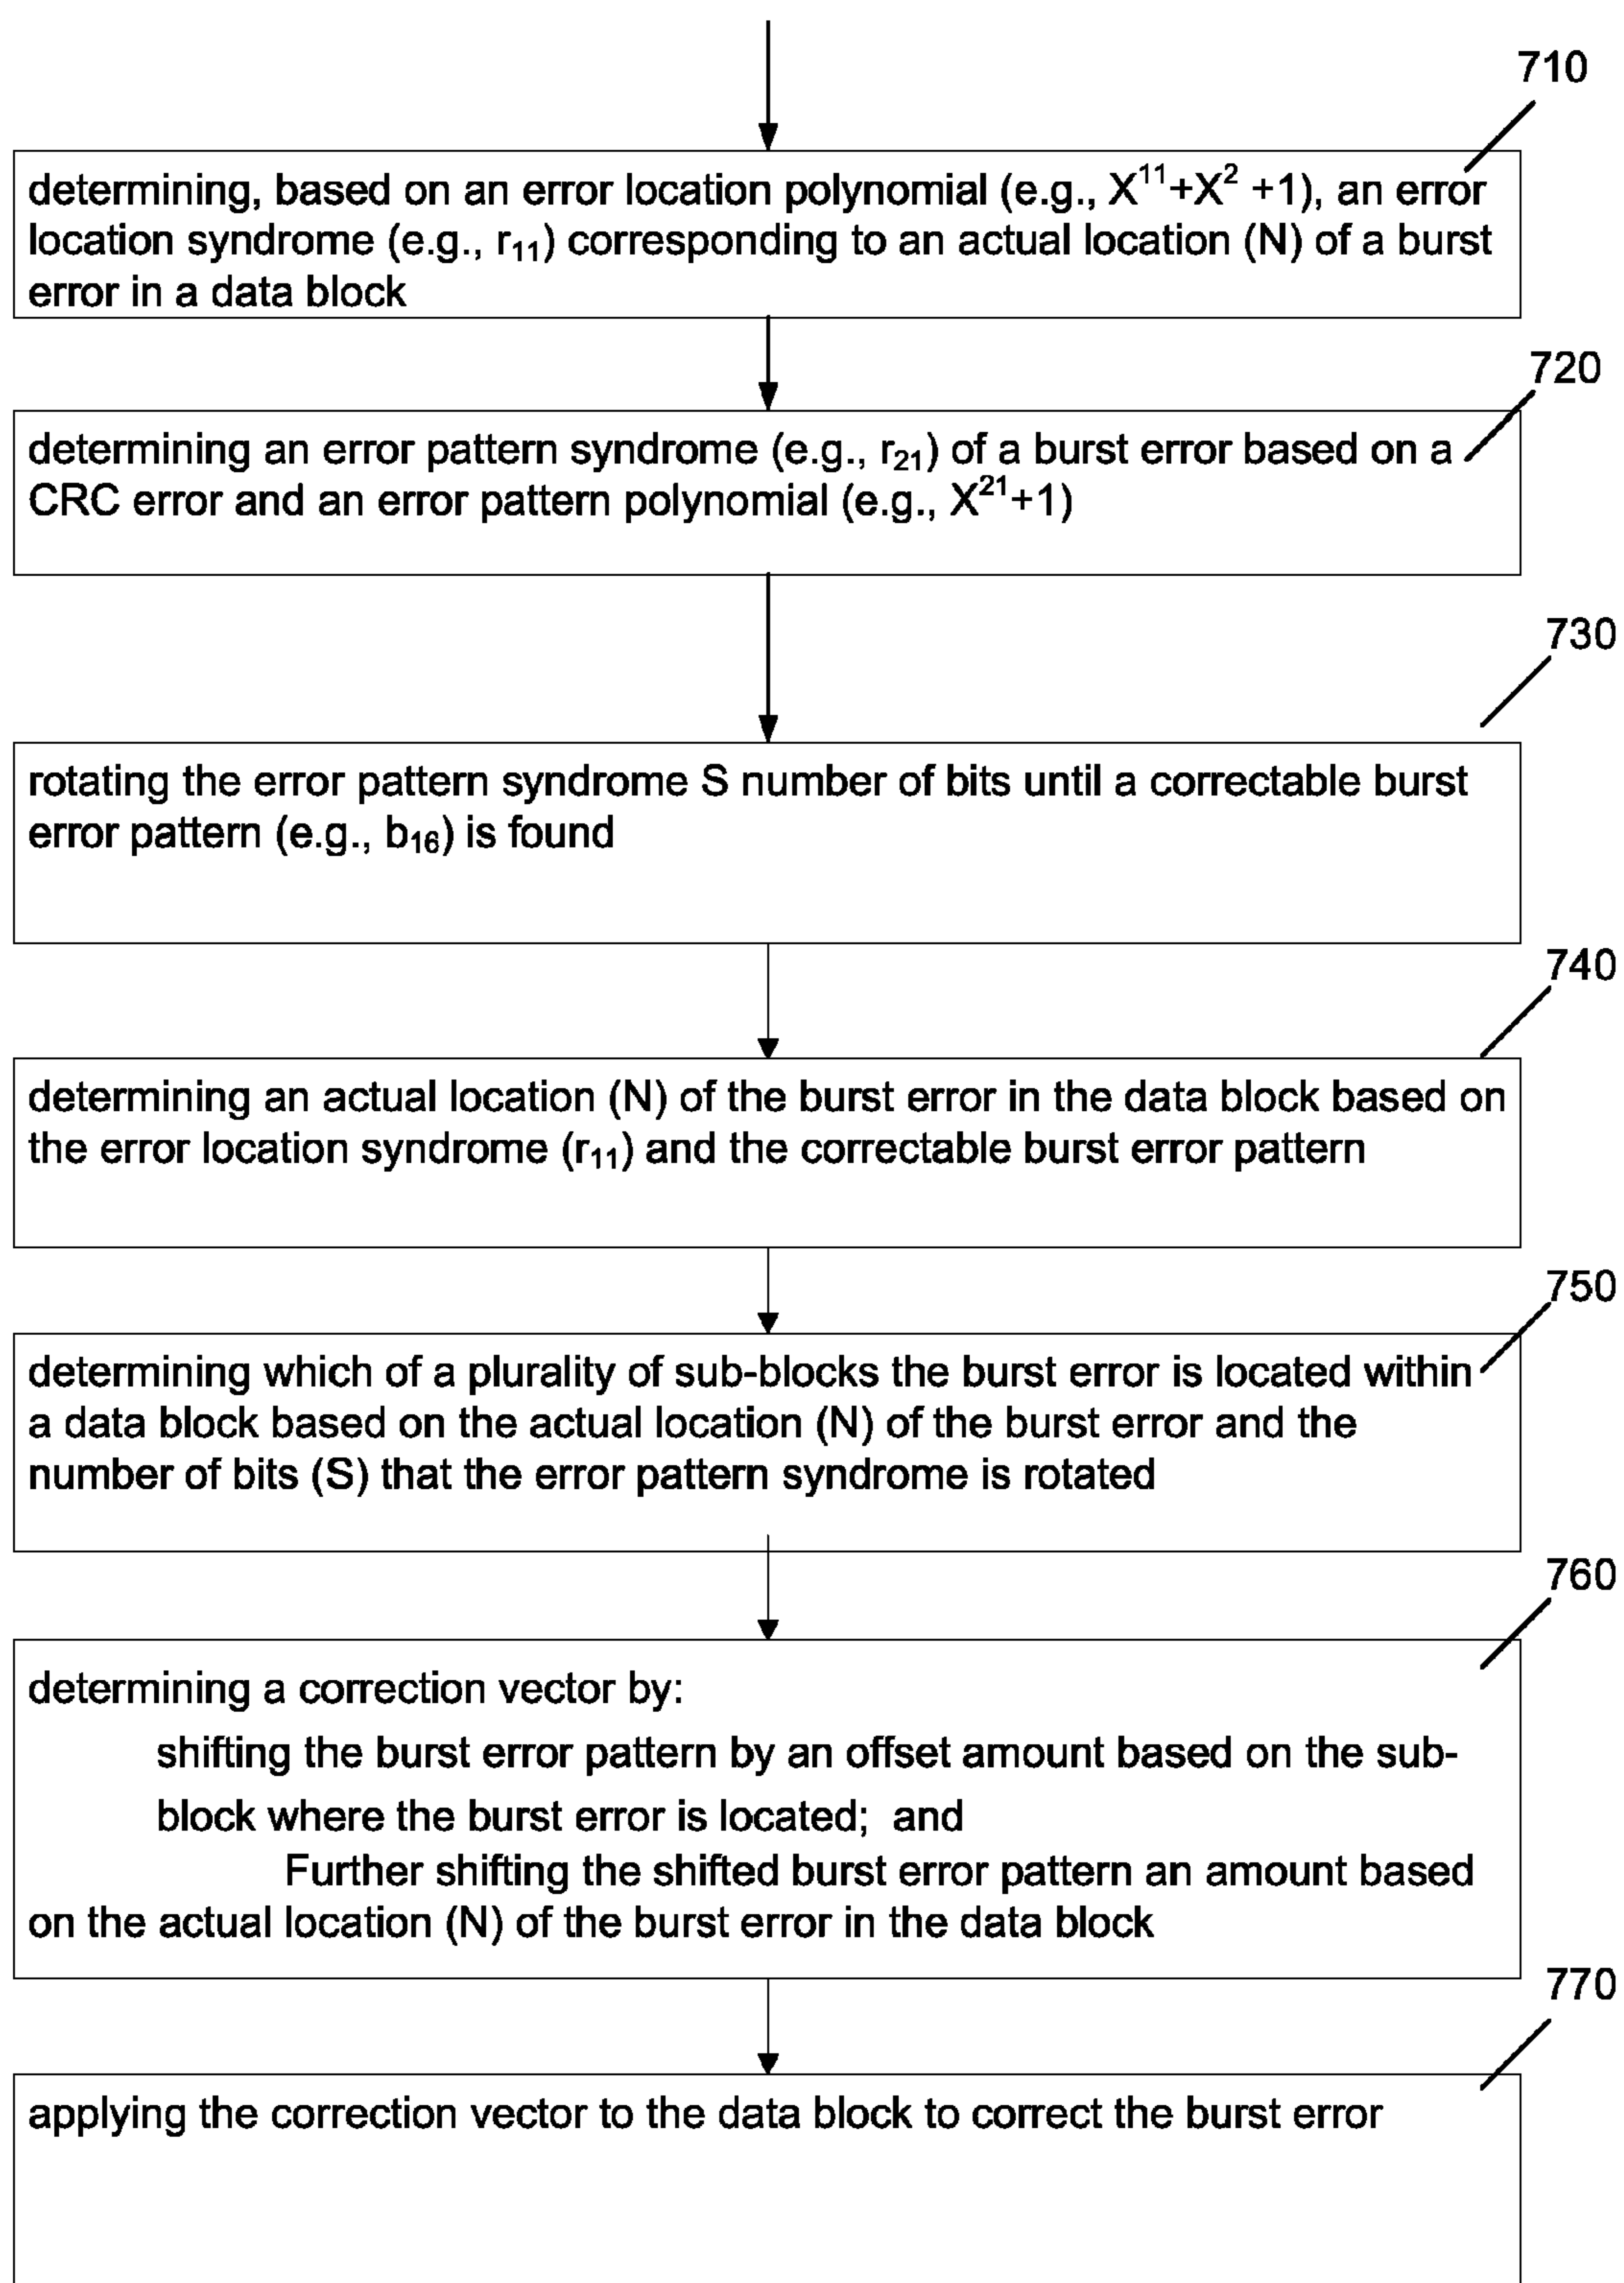 710
determining, based on an error location polynomial (e.g., X¹¹+X² +1), an error
location syndrome (e.g., r₁₁) corresponding to an actual location (N) of a burst
error in a data block
720
determining an error pattern syndrome (e.g., r₂₁) of a burst error based on a
CRC error and an error pattern polynomial (e.g., X²¹+1)
730
rotating the error pattern syndrome S number of bits until a correctable burst
error pattern (e.g., b₁₆) is found
740
determining an actual location (N) of the burst error in the data block based on
the error location syndrome (r₁₁) and the correctable burst error pattern
750
determining which of a plurality of sub-blocks the burst error is located within
a data block based on the actual location (N) of the burst error and the
number of bits (S) that the error pattern syndrome is rotated
760
determining a correction vector by:
shifting the burst error pattern by an offset amount based on the sub-
block where the burst error is located; and
Further shifting the shifted burst error pattern an amount based
on the actual location (N) of the burst error in the data block
770
applying the correction vector to the data block to correct the burst error